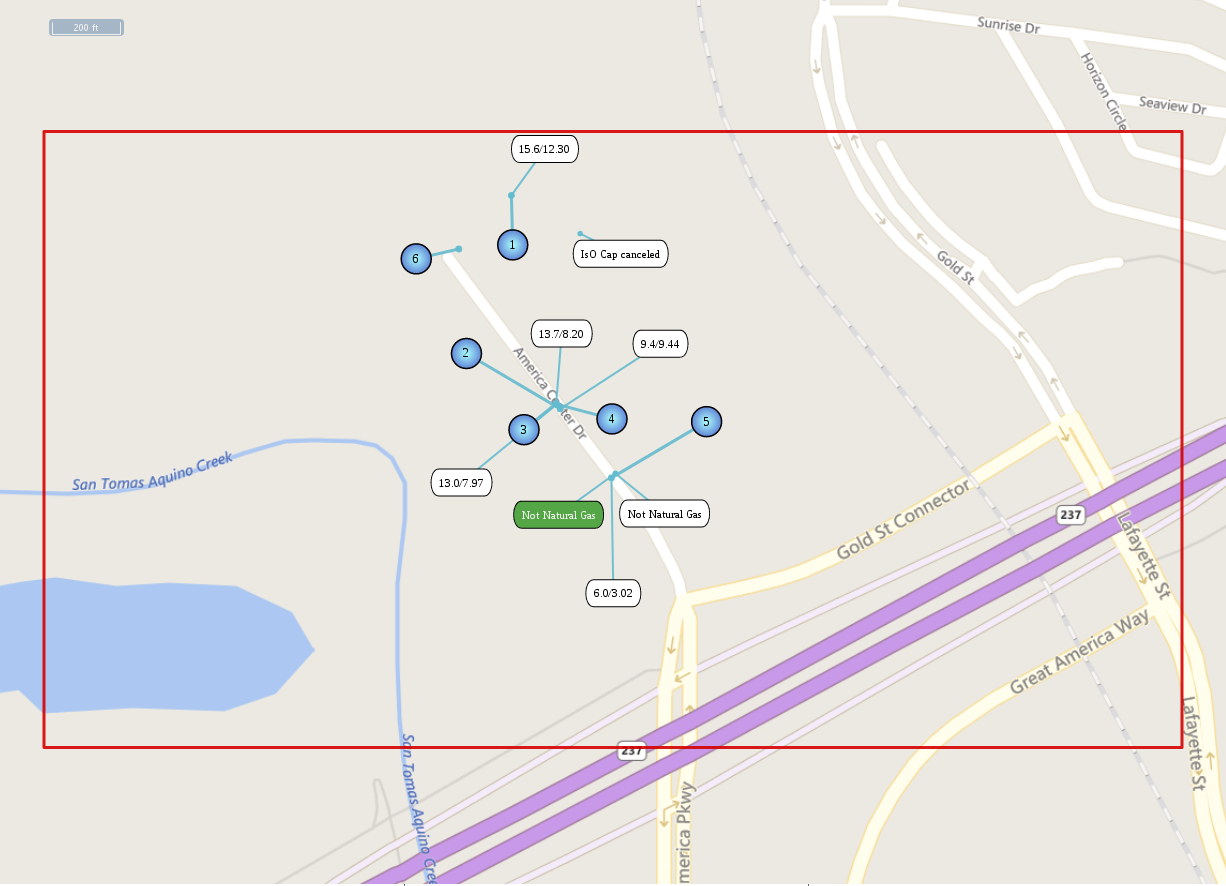 200 ft
Sunrise Dr
Horizon Circle
Seaview Dr
15.6/12.30
1
6
IsO Cap canceled
Gold St
13.7/8.20
9.4/9.44
2
America C ter Dr
3
4
5
San Tomas Aquino Creek
13.0/7.97
Not Natural Gas
Not Natural Gas
237
Gold St Connector
Lafayette St
6.0/3.02
Great America Way
Lafayette St
237
San Tomas Aquino Cree
merica Pkwy